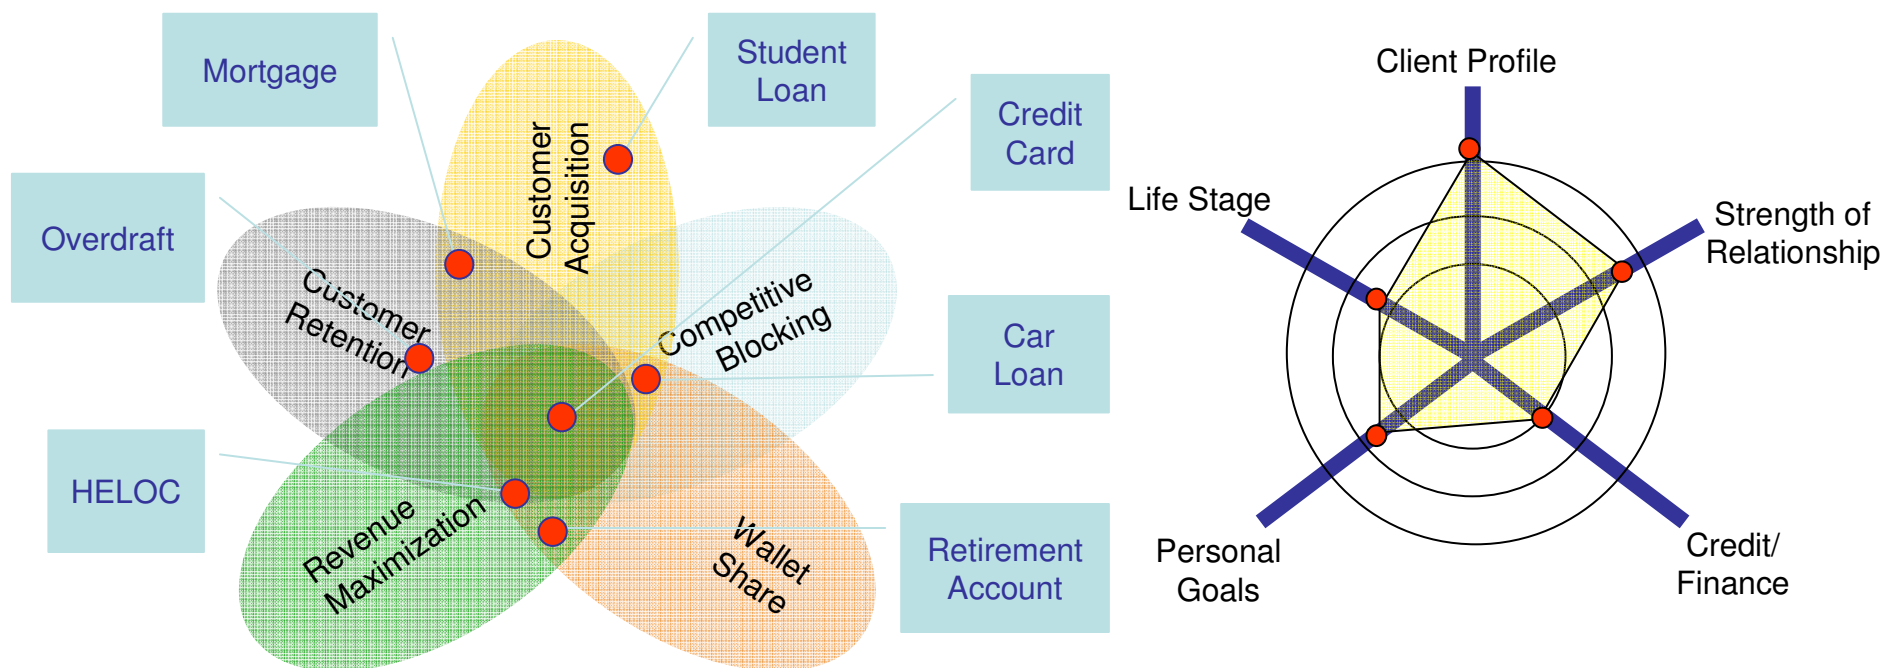 Mortgage
Student
Loan
Credit
Card
Overdraft
Customer
Acquisition
Customer
Retention
Competitive
Blocking
Car
Loan
HELOC
Revenue
Maximization
Wallet
Share
Retirement
Account
Client Profile
Life Stage
Strength of
Relationship
Personal
Goals
Credit/
Finance